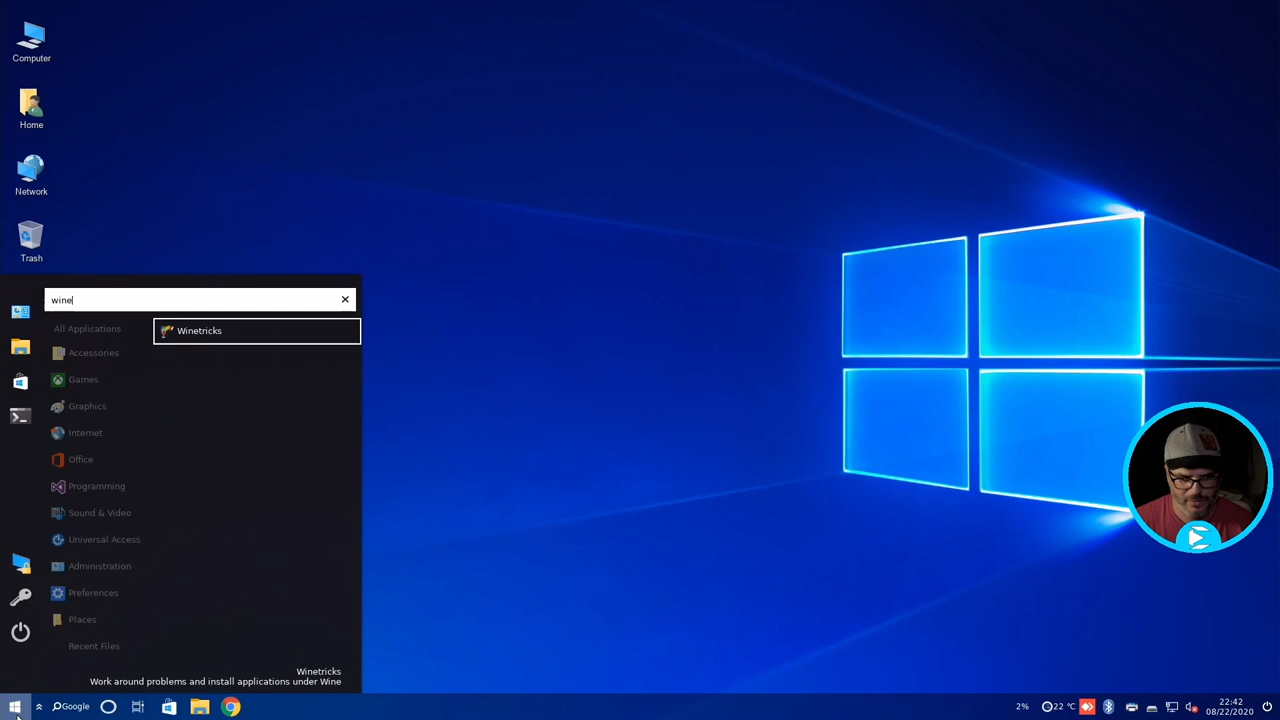 Computer
Home
Network
Trash
wine
All Applications
Winetricks
Accessories
Games
Graphics
Internet
Office
Programming
Sound & Video
Universal Access
Administration
Preferences
Places
Recent Files
Winetricks
Work around problems and install applications under Wine
Google
2%
22 ℃
22:42
08/22/2020